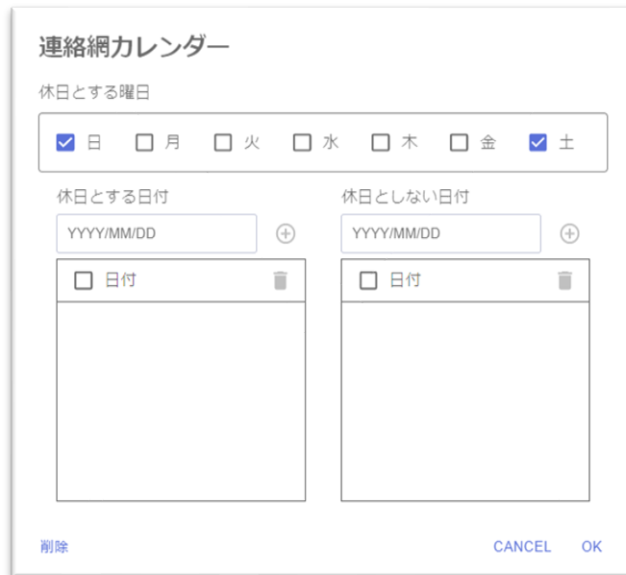 連絡網カレンダー
休日とする曜日
日 月 火 水 木 金 土
休日とする日付 休日としない日付
YYYY/MM/DD YYYY/MM/DD
日付 日付
削除 CANCEL OK